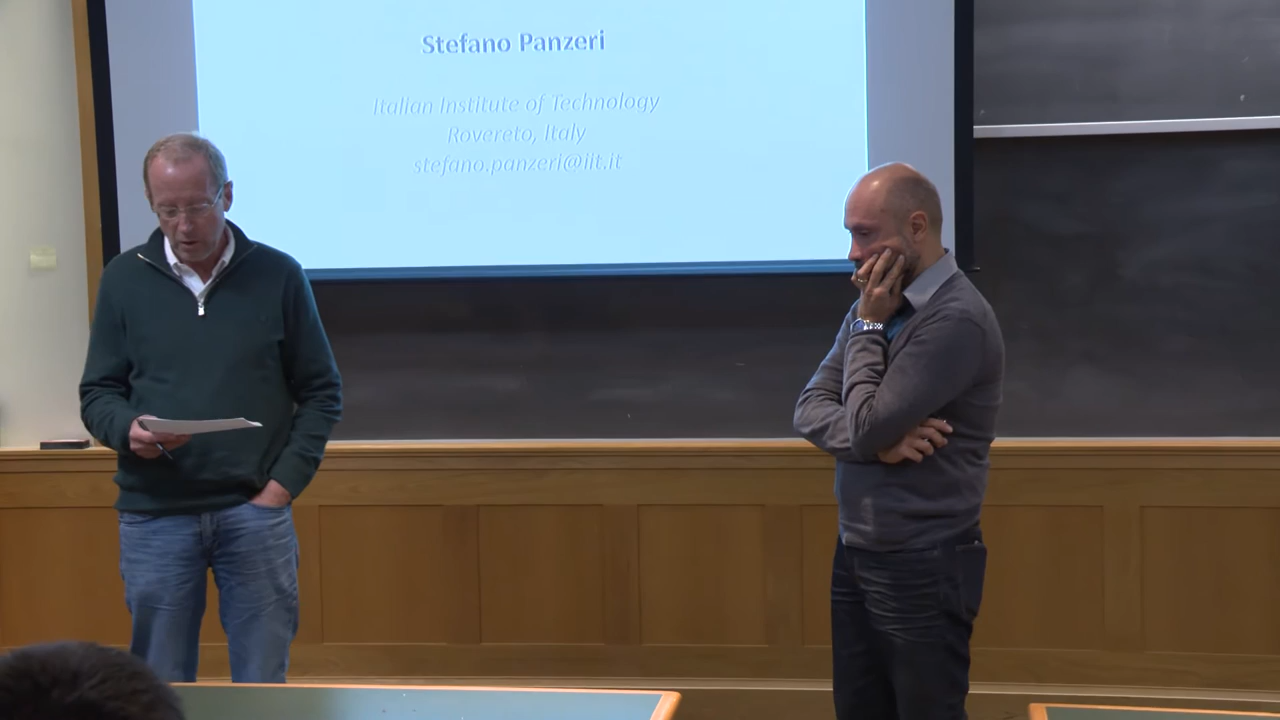 Stefano Panzeri
Italian Institute of Technology
Rovereto, Italy
stefano.panzeri@iit.it